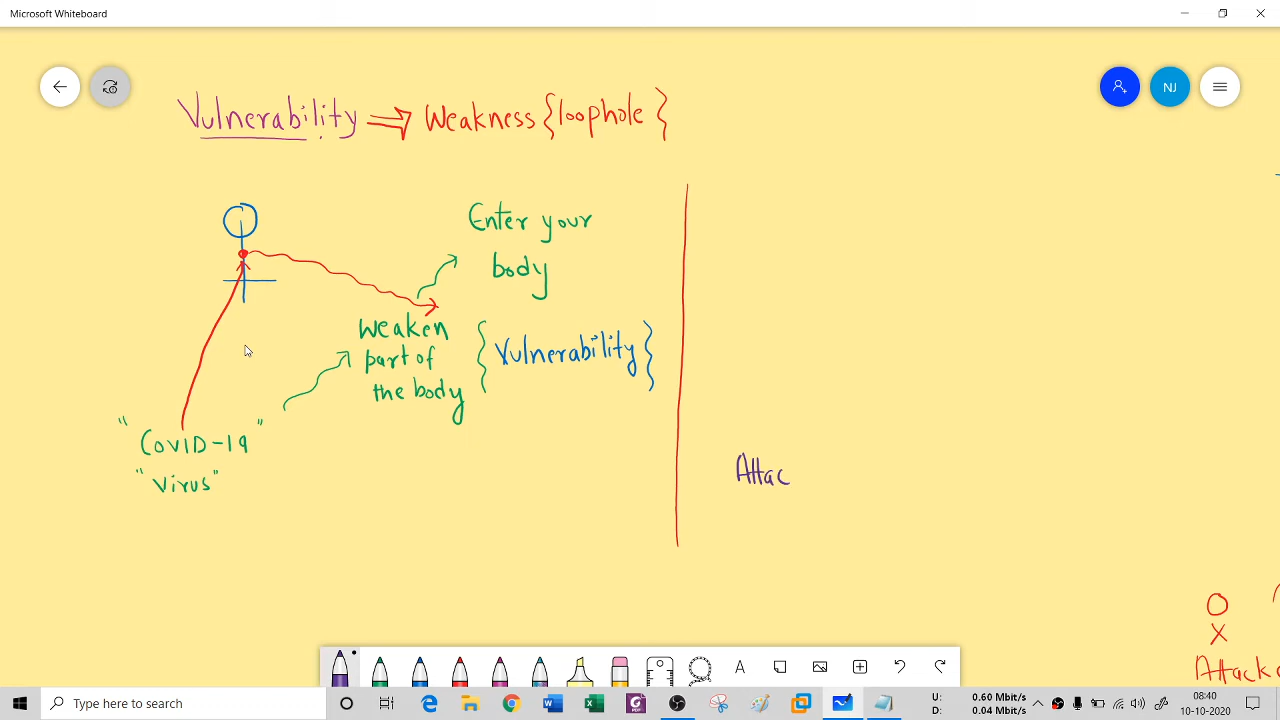 Microsoft Whiteboard
NJ
Vulnerability ⇒ Weakness {loophole}
Enter your
body
Weaken
part of
the body
{Vulnerability}
"COVID-19"
"Virus"
Attac
Attack
A
Type here to search
U: 0.60 Mbit/s
D: 0.04 Mbit/s
08:40
10-10-2020